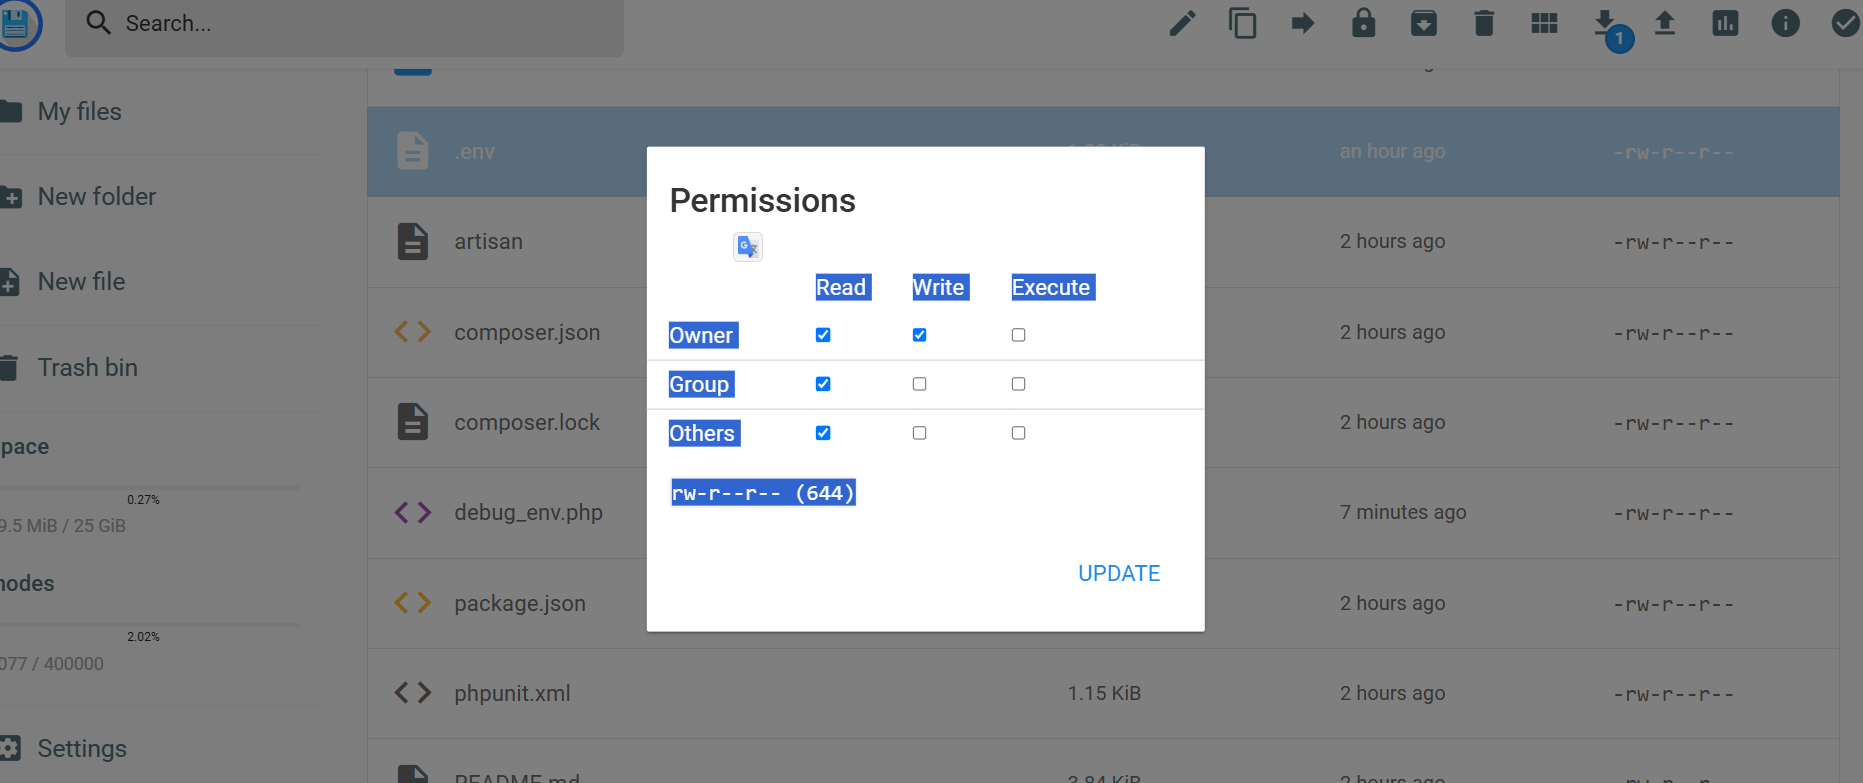 Search...
1
My files
New folder
New file
Trash bin
pace
0.27%
9.5 MiB / 25 GiB
nodes
2.02%
077 / 400000
Settings
.env an hour ago -rw-r--r--
artisan 2 hours ago -rw-r--r--
composer.json 2 hours ago -rw-r--r--
composer.lock 2 hours ago -rw-r--r--
debug_env.php 7 minutes ago -rw-r--r--
package.json 2 hours ago -rw-r--r--
phpunit.xml 1.15 KiB 2 hours ago -rw-r--r--
README.md 3.84 KiB 2 hours ago -rw-r--r--
Permissions
Read Write Execute
Owner
Group
Others
rw-r--r-- (644)
UPDATE